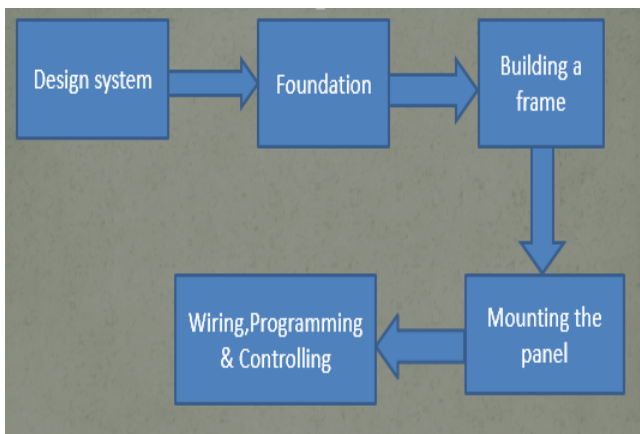 Design system
Foundation
Building a
frame
Mounting the
panel
Wiring,Programming
& Controlling